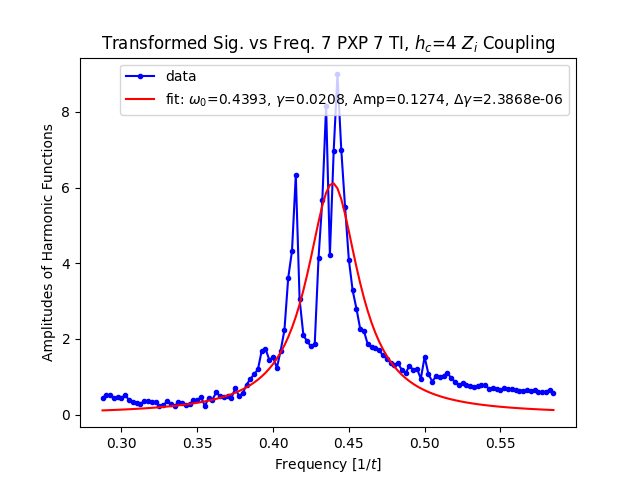 Transformed Sig. vs Freq. 7 PXP 7 TI, $h_c$=4 $Z_i$ Coupling
data
fit: $\omega_0$=0.4393, $\gamma$=0.0208, Amp=0.1274, $\Delta\gamma$=2.3868e-06
Amplitudes of Harmonic Functions
8
6
4
2
0
0.30 0.35 0.40 0.45 0.50 0.55
Frequency [1/$t$]